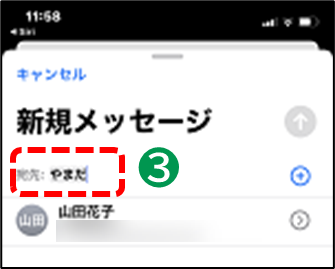 11:58
◀ Siri
キャンセル
新規メッセージ
宛先: やまだ
3
山田 山田花子